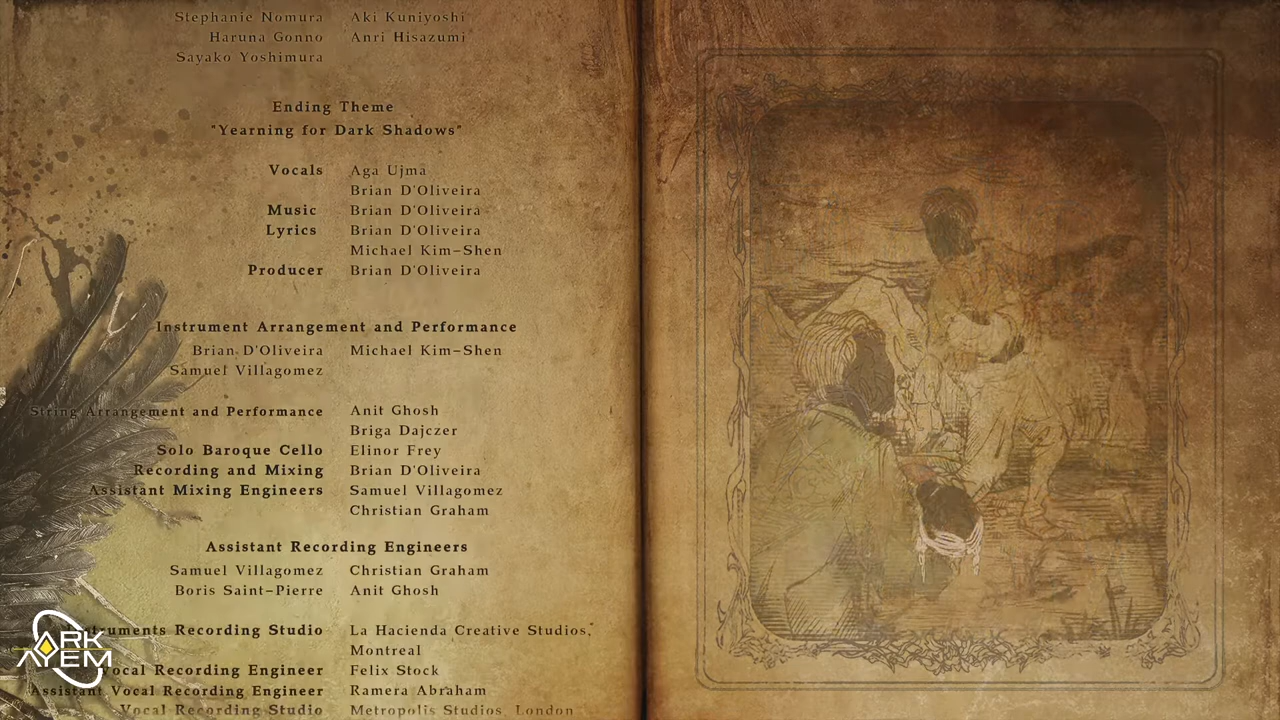 Stephanie Nomura Aki Kuniyoshi
Haruna Gonno Anri Hisazumi
Sayako Yoshimura
Ending Theme
"Yearning for Dark Shadows"
Vocals Aga Ujma
Brian D'Oliveira
Music Brian D'Oliveira
Lyrics Brian D'Oliveira
Michael Kim-Shen
Producer Brian D'Oliveira
Instrument Arrangement and Performance
Brian D'Oliveira Michael Kim-Shen
Samuel Villagomez
String Arrangement and Performance Anit Ghosh
Briga Dajczer
Solo Baroque Cello Elinor Frey
Recording and Mixing Brian D'Oliveira
Assistant Mixing Engineers Samuel Villagomez
Christian Graham
Assistant Recording Engineers
Samuel Villagomez Christian Graham
Boris Saint-Pierre Anit Ghosh
Instruments Recording Studio La Hacienda Creative Studios,
Montreal
Vocal Recording Engineer Felix Stock
Assistant Vocal Recording Engineer Ramera Abraham
Vocal Recording Studio Metropolis Studios, London
ARK
AYEM